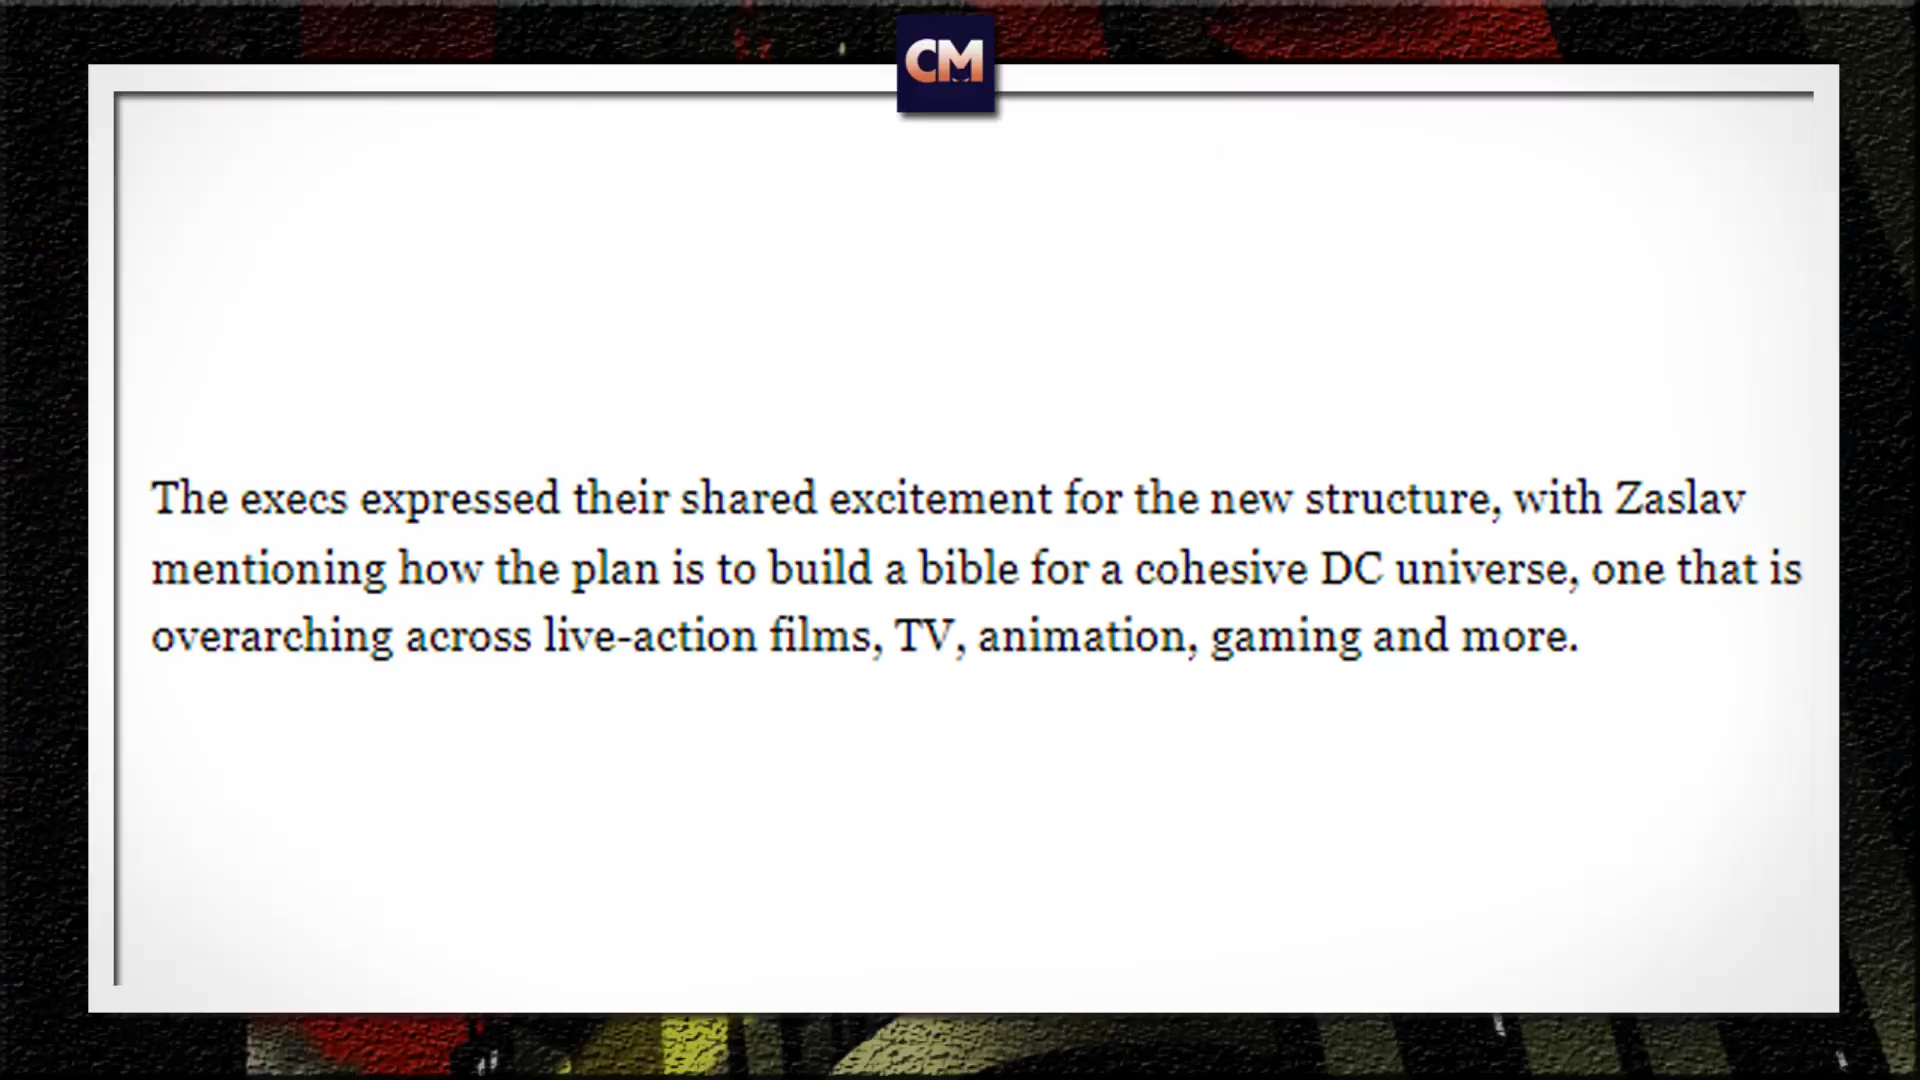 CM
The execs expressed their shared excitement for the new structure, with Zaslav
mentioning how the plan is to build a bible for a cohesive DC universe, one that is
overarching across live-action films, TV, animation, gaming and more.